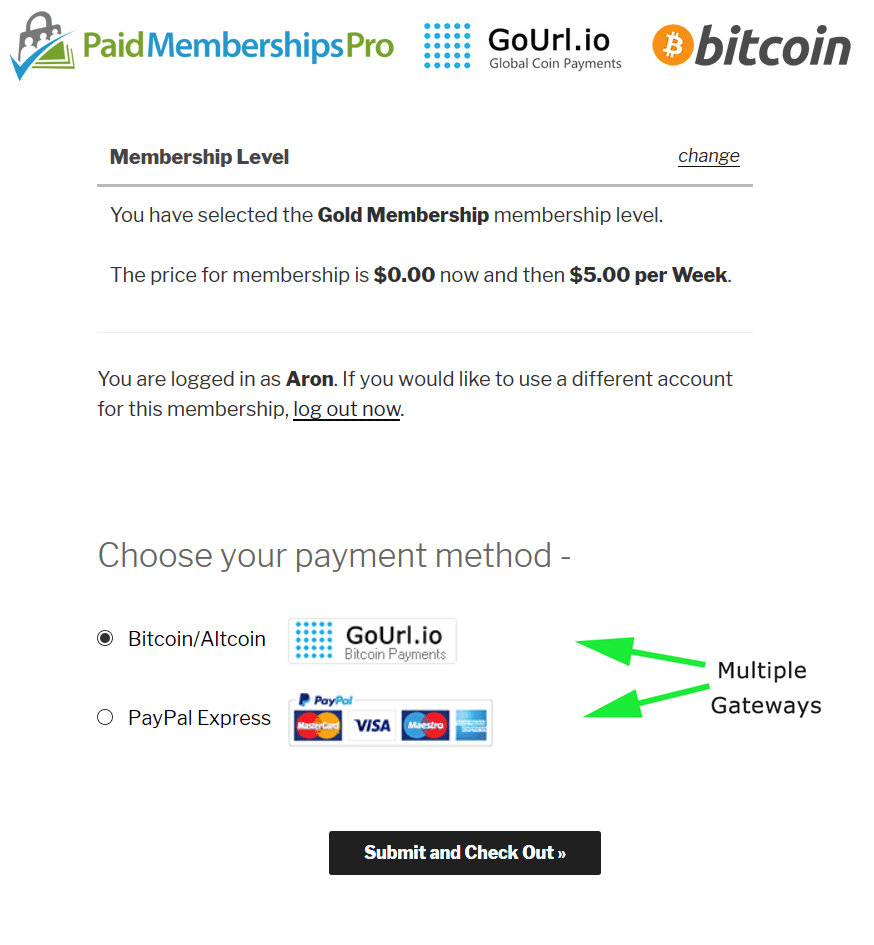 PaidMembershipsPro
GoUrl.io
Global Coin Payments
bitcoin
Membership Level
change
You have selected the Gold Membership membership level.
The price for membership is $0.00 now and then $5.00 per Week.
You are logged in as Aron. If you would like to use a different account
for this membership, log out now.
Choose your payment method -
Bitcoin/Altcoin
GoUrl.io
Bitcoin Payments
PayPal Express
PayPal
MasterCard
VISA
Maestro
Multiple
Gateways
Submit and Check Out »